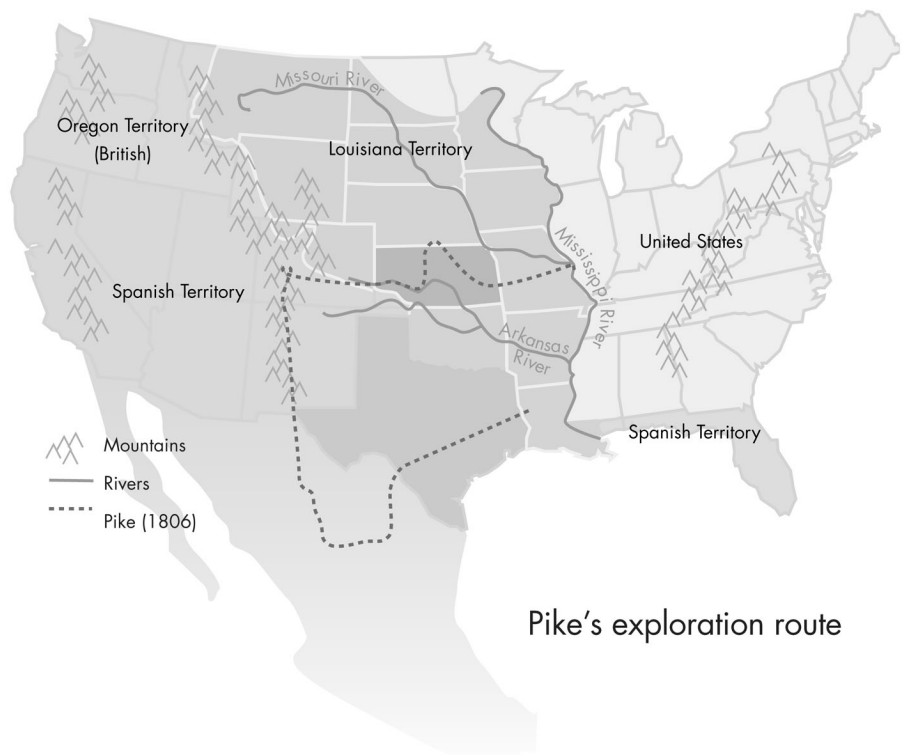 Missouri River
Oregon Territory
(British)
Louisiana Territory
United States
Mississippi River
Spanish Territory
Arkansas
River
Spanish Territory
Mountains
Rivers
Pike (1806)
Pike's exploration route